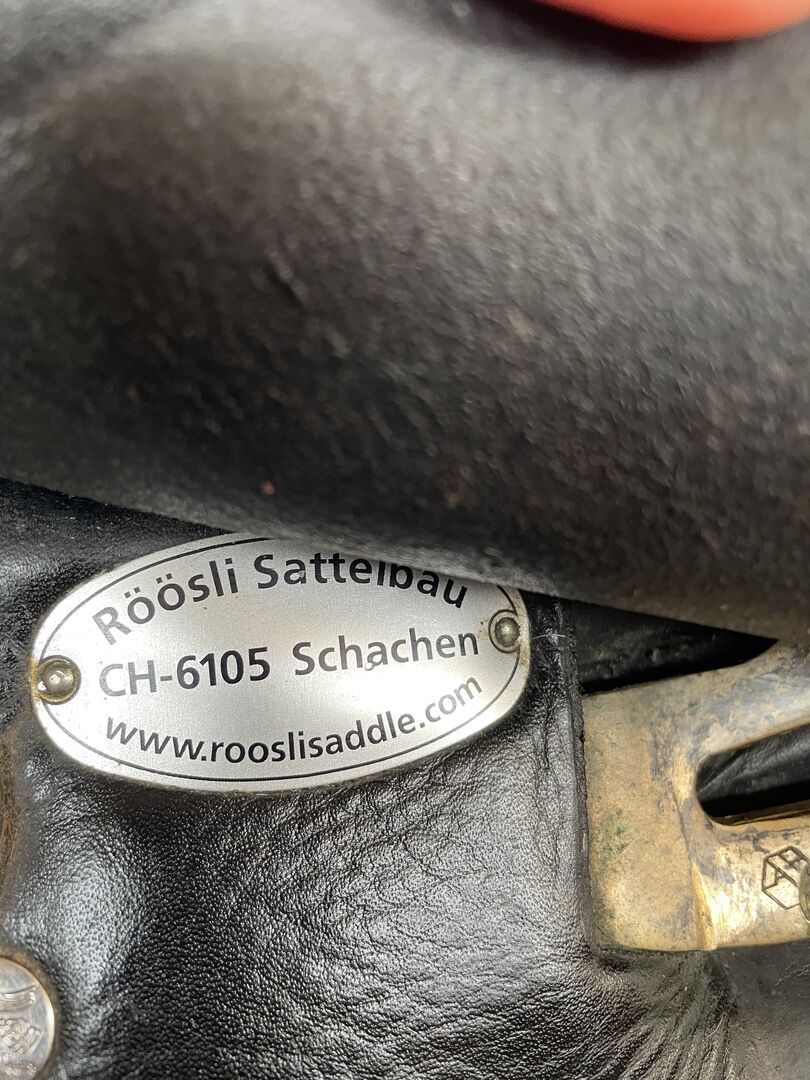 Röösli Sattelbau
CH-6105 Schachen
www.rooslisaddle.com